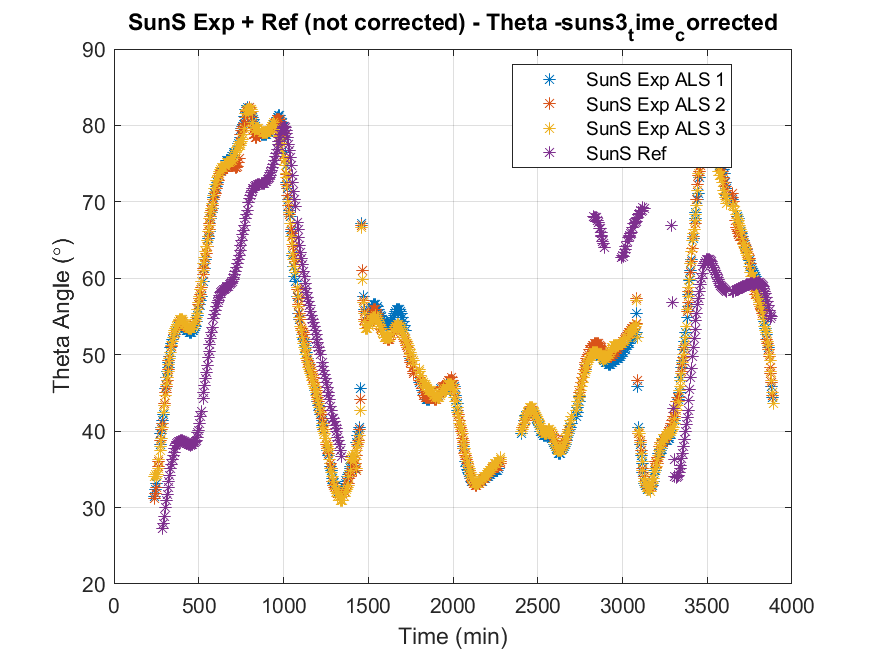 SunS Exp + Ref (not corrected) - Theta -suns3_time_corrected
90
80
70
60
50
40
30
20
Theta Angle (°)
SunS Exp ALS 1
SunS Exp ALS 2
SunS Exp ALS 3
SunS Ref
0 500 1000 1500 2000 2500 3000 3500 4000
Time (min)